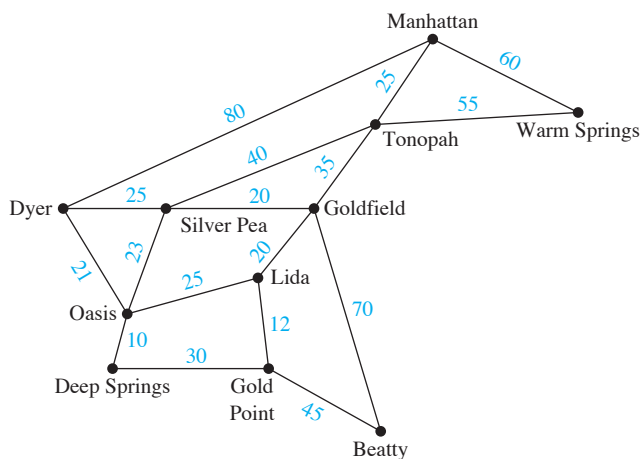 Manhattan
60
25
80
55
Warm Springs
Tonopah
40
35
25
20
Dyer
Goldfield
Silver Pea
23
20
21
25
Lida
Oasis
70
12
10
30
Deep Springs
Gold
Point
45
Beatty